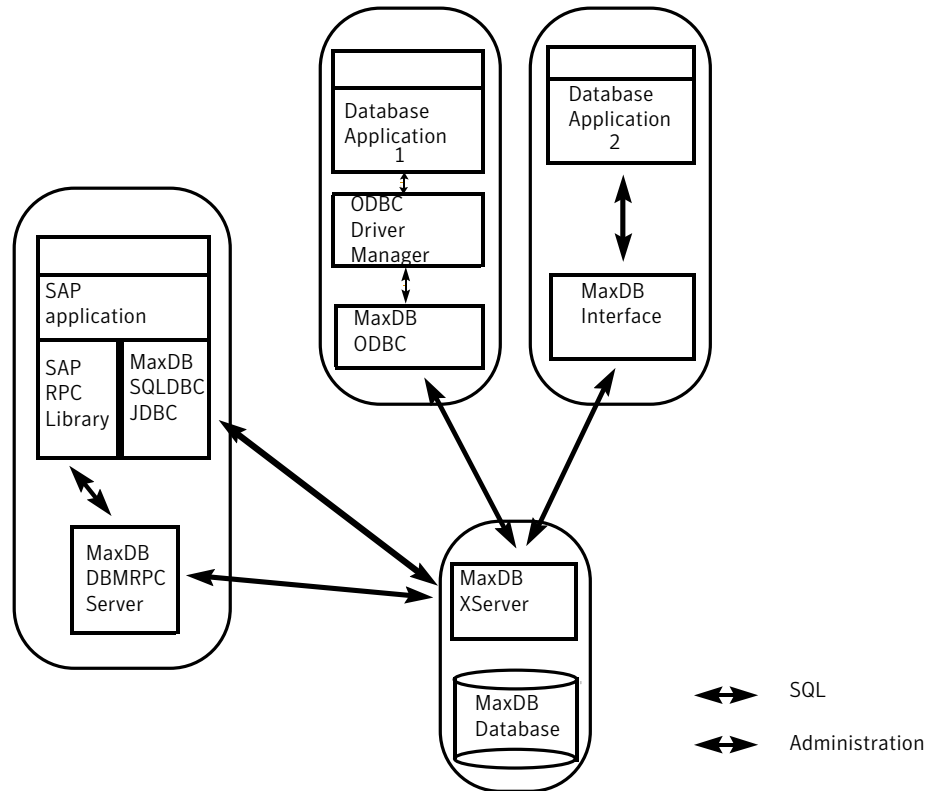 Database
Application
1
ODBC
Driver
Manager
MaxDB
ODBC
Database
Application
2
MaxDB
Interface
SAP
application
SAP
RPC
Library
MaxDB
SQLDBC
JDBC
MaxDB
DBMRPC
Server
MaxDB
XServer
MaxDB
Database
SQL
Administration